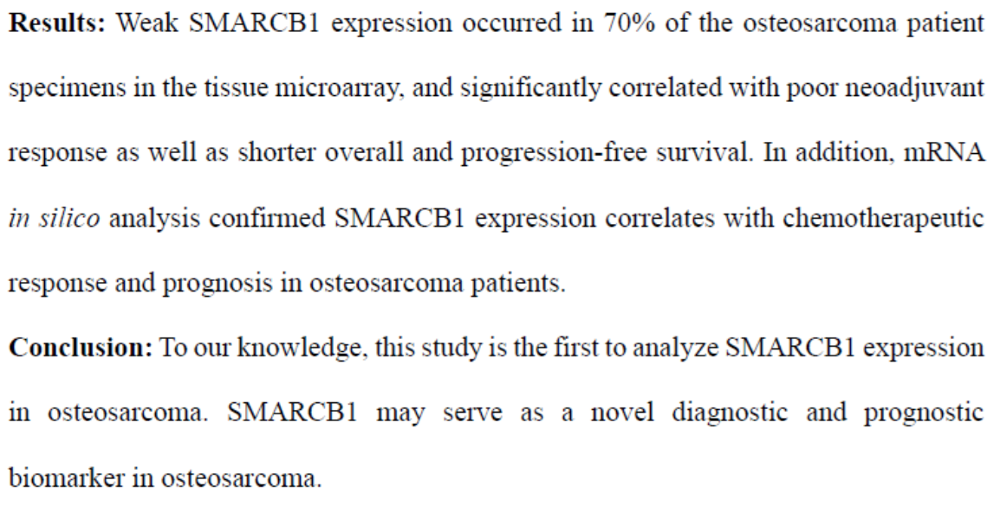 Results: Weak SMARCB1 expression occurred in 70% of the osteosarcoma patient
specimens in the tissue microarray, and significantly correlated with poor neoadjuvant
response as well as shorter overall and progression-free survival. In addition, mRNA
in silico analysis confirmed SMARCB1 expression correlates with chemotherapeutic
response and prognosis in osteosarcoma patients.
Conclusion: To our knowledge, this study is the first to analyze SMARCB1 expression
in osteosarcoma. SMARCB1 may serve as a novel diagnostic and prognostic
biomarker in osteosarcoma.